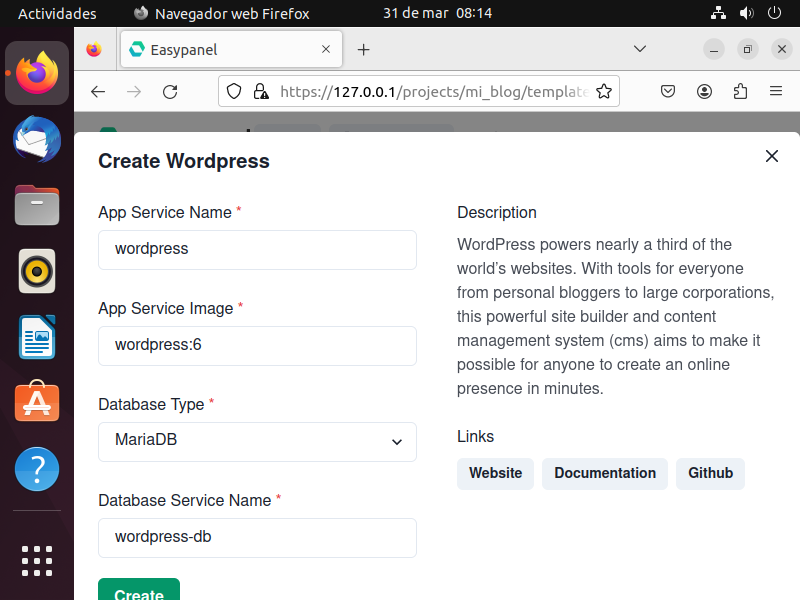 Actividades
Navegador web Firefox
31 de mar 08:14
Easypanel
https://127.0.0.1/projects/mi_blog/template
Create Wordpress
App Service Name *
wordpress
App Service Image *
wordpress:6
Database Type *
MariaDB
Database Service Name *
wordpress-db
Create
Description
WordPress powers nearly a third of the
world’s websites. With tools for everyone
from personal bloggers to large corporations,
this powerful site builder and content
management system (cms) aims to make it
possible for anyone to create an online
presence in minutes.
Links
Website
Documentation
Github